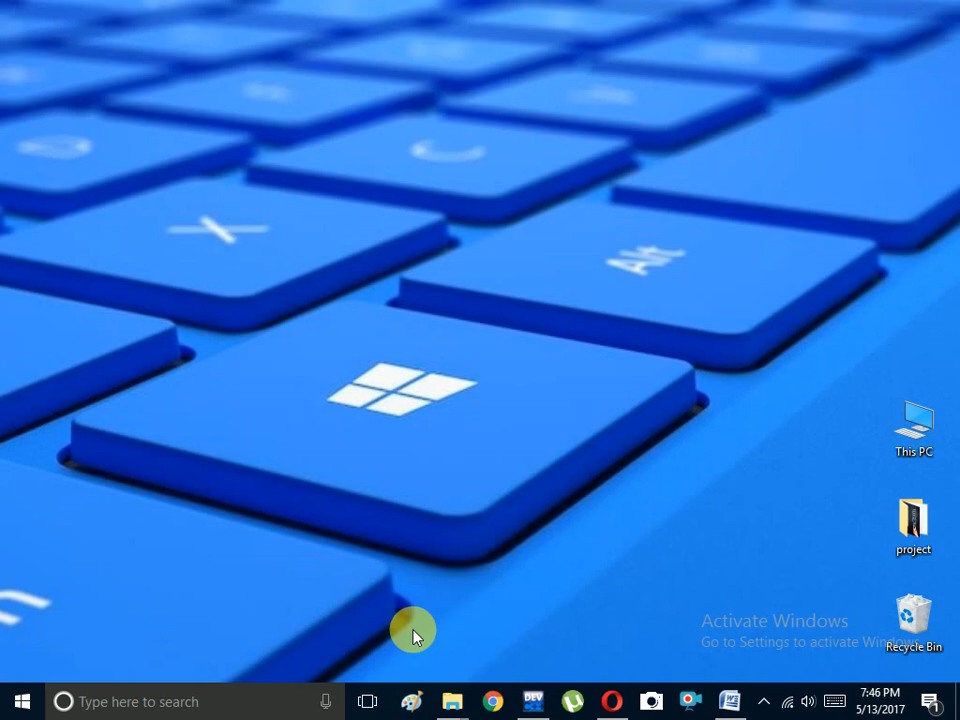 X
Alt
n
This PC
project
Activate Windows
Go to Settings to activate Windows.
Recycle Bin
Type here to search
DEV
W
7:46 PM
5/13/2017
1